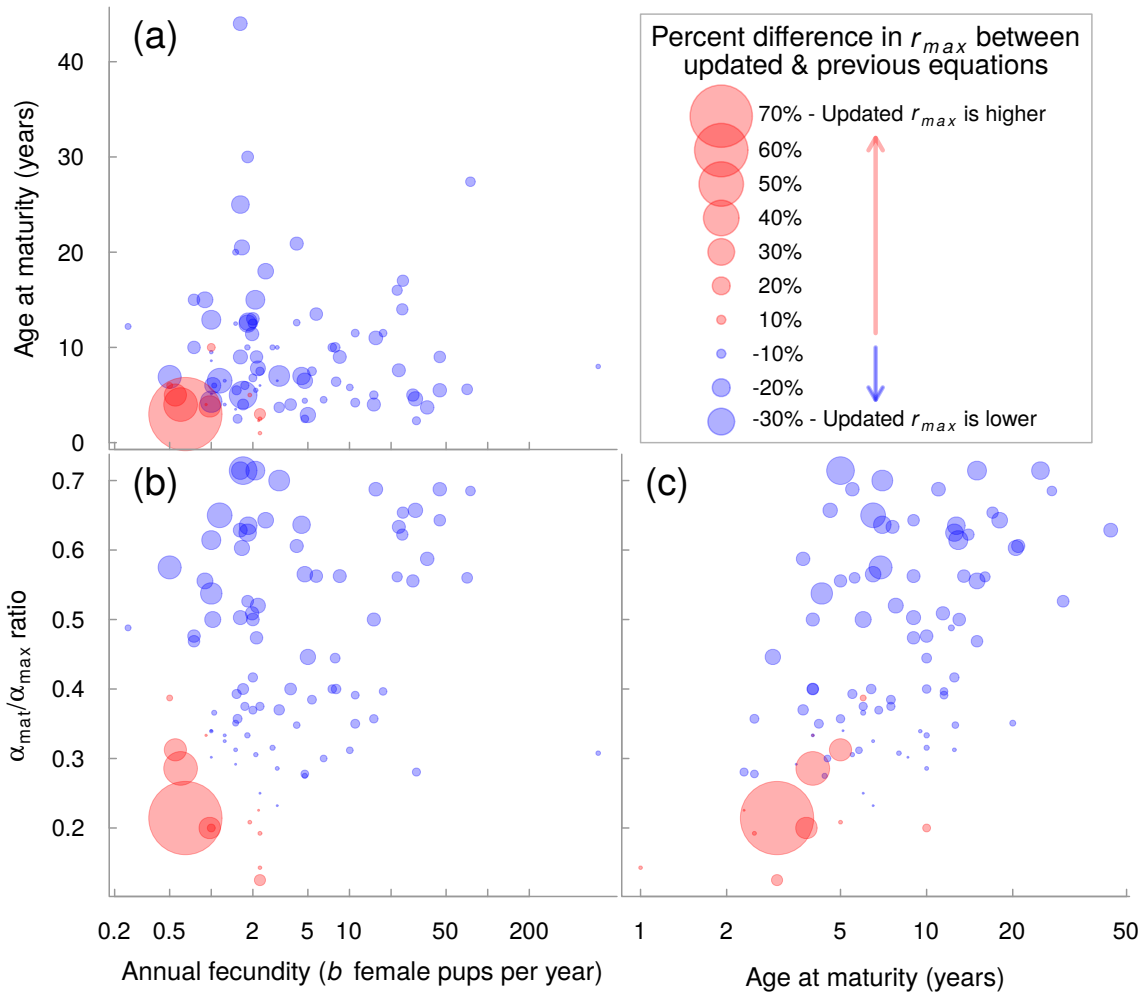 (a)
Age at maturity (years)
40
30
20
10
0
Percent difference in r max between
updated & previous equations
70% - Updated r max is higher
60%
50%
40%
30%
20%
10%
-10%
-20%
-30% - Updated r max is lower
(b)
αmat/αmax ratio
0.7
0.6
0.5
0.4
0.3
0.2
0.2 0.5 1 2 5 10 50 200
Annual fecundity (b female pups per year)
(c)
1 2 5 10 20 50
Age at maturity (years)